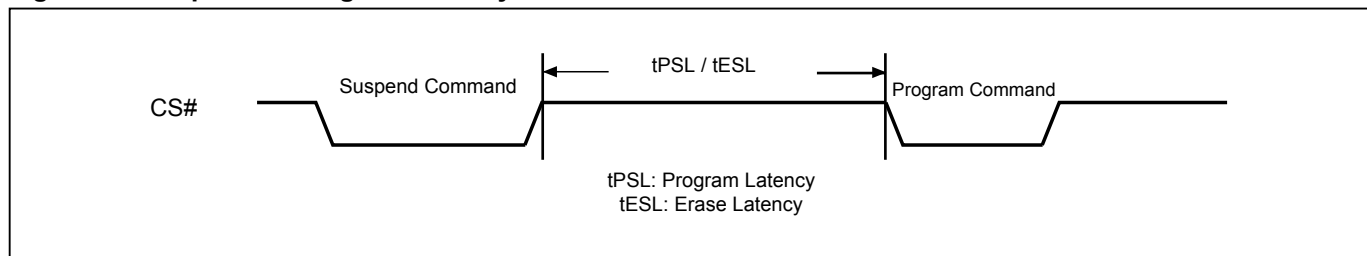 tPSL / tESL
Suspend Command
Program Command
CS#
tPSL: Program Latency
tESL: Erase Latency